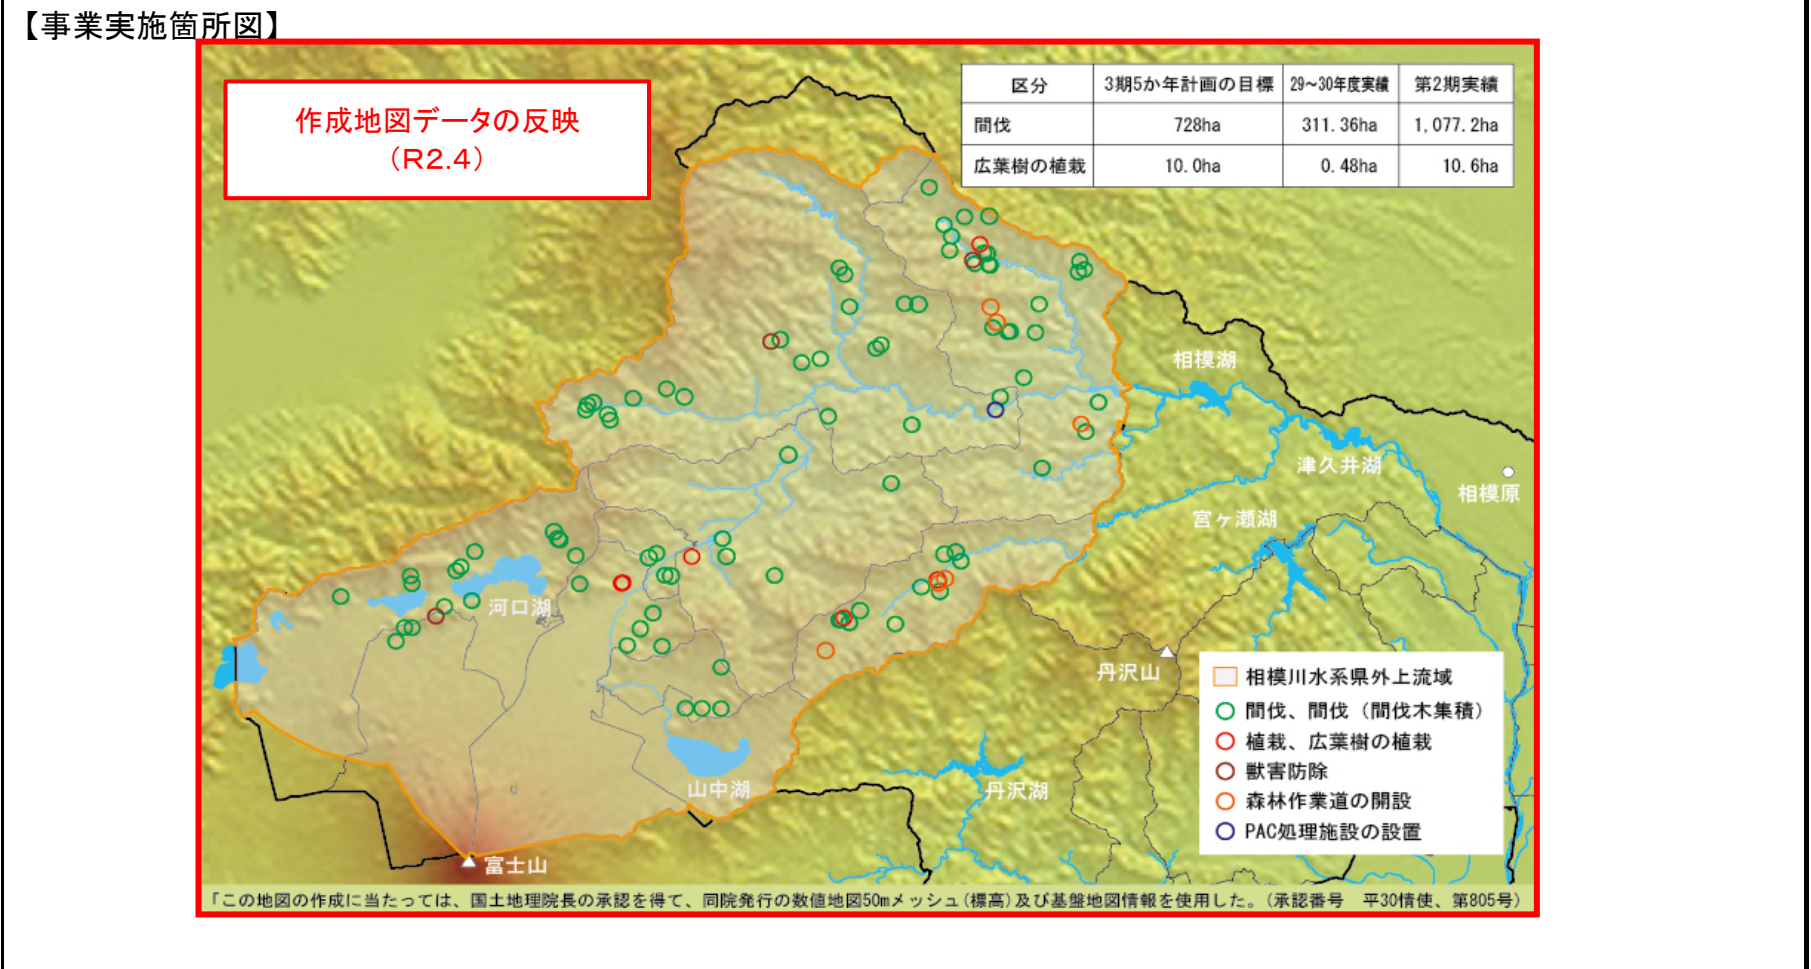 【事業実施箇所図】
作成地図データの反映
(R2.4)
区分 3期5か年計画の目標 29~30年度実績 第2期実績
間伐 728ha 311.36ha 1,077.2ha
広葉樹の植栽 10.0ha 0.48ha 10.6ha
相模湖
津久井湖
相模原
宮ヶ瀬湖
河口湖
丹沢山
山中湖
丹沢湖
富士山
相模川水系県外上流域
間伐、間伐（間伐木集積）
植栽、広葉樹の植栽
獣害防除
森林作業道の開設
PAC処理施設の設置
「この地図の作成に当たっては、国土地理院長の承認を得て、同院発行の数値地図50mメッシュ(標高)及び基盤地図情報を使用した。(承認番号 平30情使、第805号)